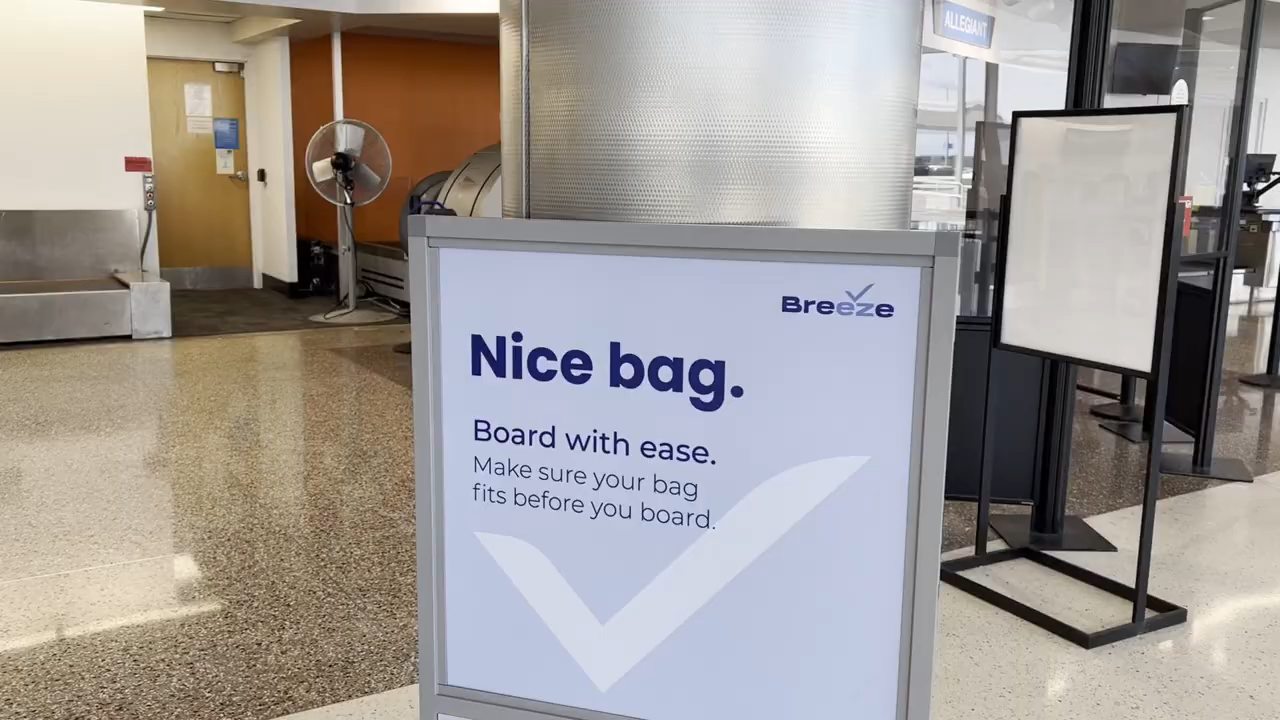 ALLEGIANT
Breeze
Nice bag.
Board with ease.
Make sure your bag
fits before you board.